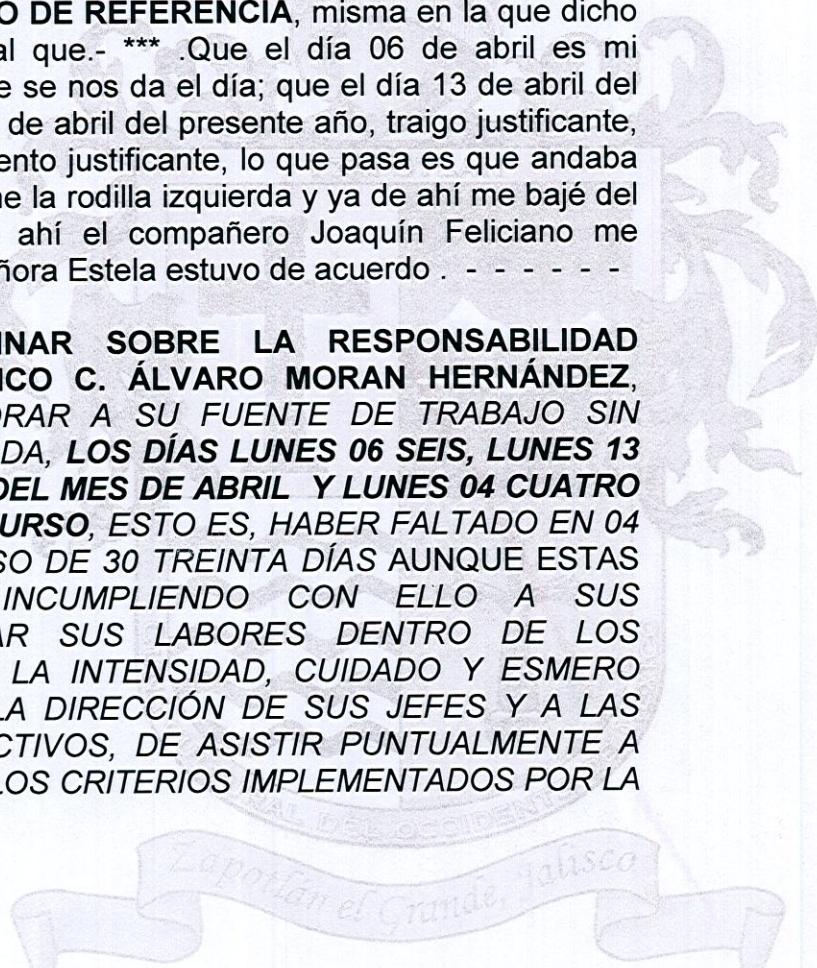 O DE REFERENCIA, misma en la que dicho
al que.- *** .Que el día 06 de abril es mi
e se nos da el día; que el día 13 de abril del
de abril del presente año, traigo justificante,
ento justificante, lo que pasa es que andaba
ne la rodilla izquierda y ya de ahí me bajé del
ahí el compañero Joaquín Feliciano me
ñora Estela estuvo de acuerdo . - - - - - -
INAR SOBRE LA RESPONSABILIDAD
ICO C. ÁLVARO MORAN HERNÁNDEZ,
ORAR A SU FUENTE DE TRABAJO SIN
DA, LOS DÍAS LUNES 06 SEIS, LUNES 13
DEL MES DE ABRIL Y LUNES 04 CUATRO
URSO, ESTO ES, HABER FALTADO EN 04
SO DE 30 TREINTA DÍAS AUNQUE ESTAS
INCUMPLIENDO CON ELLO A SUS
AR SUS LABORES DENTRO DE LOS
LA INTENSIDAD, CUIDADO Y ESMERO
LA DIRECCIÓN DE SUS JEFES Y A LAS
CTIVOS, DE ASISTIR PUNTUALMENTE A
LOS CRITERIOS IMPLEMENTADOS POR LA
RAL DEL OCCIDENTE
Zapotlán el Grande, Jalisco